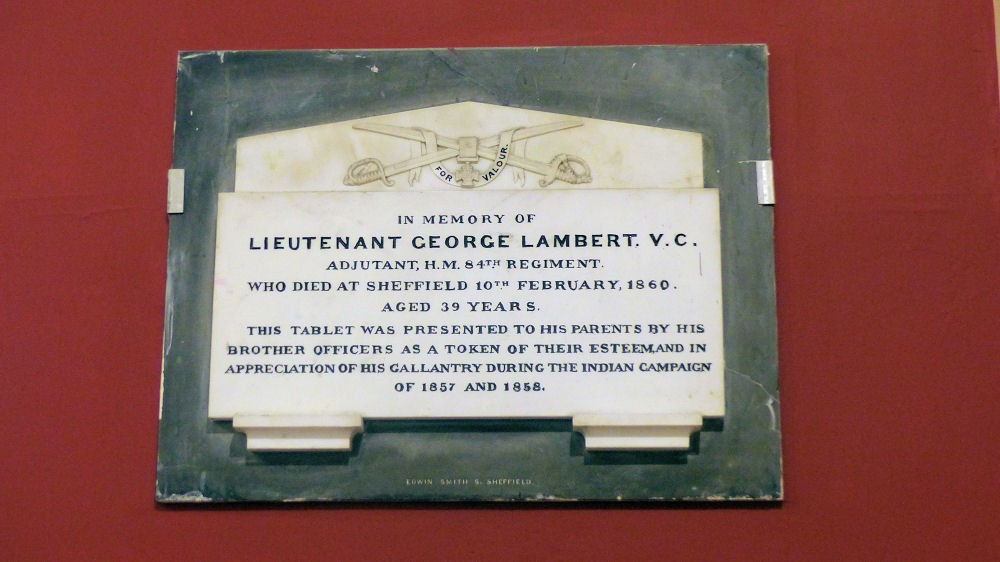 FOR VALOUR.
IN MEMORY OF
LIEUTENANT GEORGE LAMBERT. V.C.
ADJUTANT, H.M. 84TH REGIMENT.
WHO DIED AT SHEFFIELD 10TH FEBRUARY, 1860.
AGED 39 YEARS.
THIS TABLET WAS PRESENTED TO HIS PARENTS BY HIS
BROTHER OFFICERS AS A TOKEN OF THEIR ESTEEM, AND IN
APPRECIATION OF HIS GALLANTRY DURING THE INDIAN CAMPAIGN
OF 1857 AND 1858.
EDWIN SMITH S. SHEFFIELD.